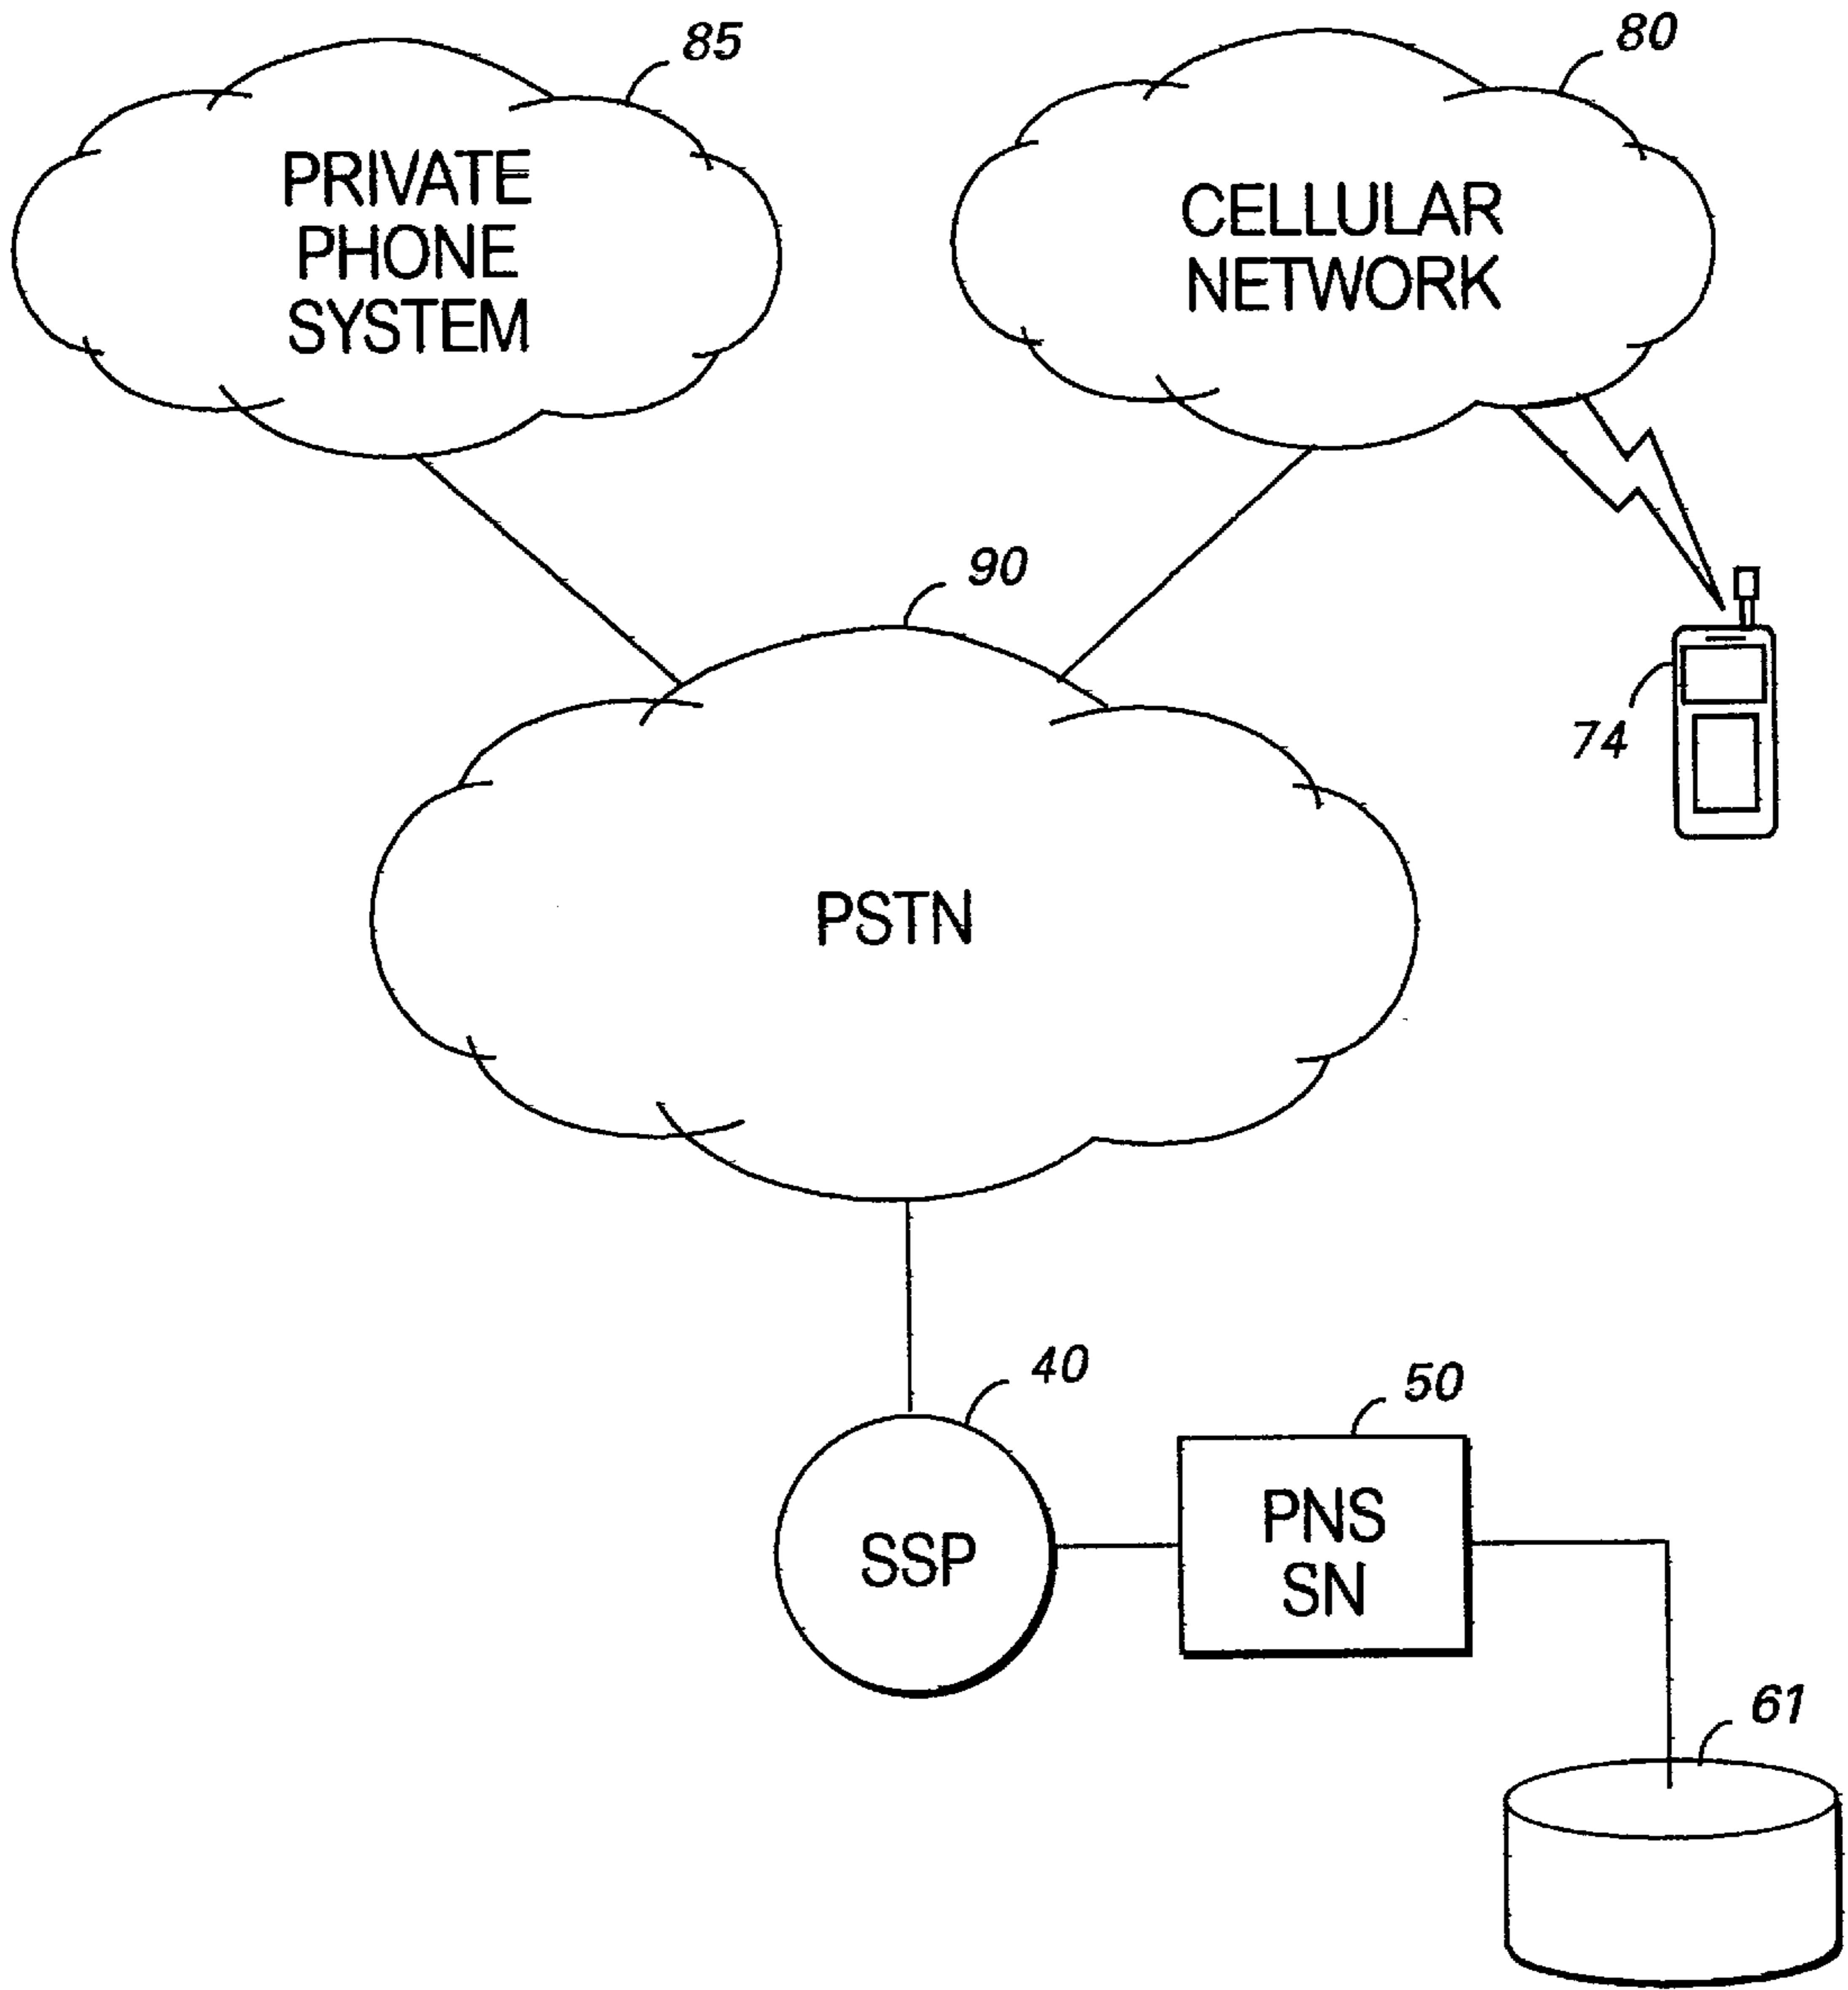 85
80
PRIVATE
PHONE
SYSTEM
CELLULAR
NETWORK
90
74
PSTN
40
50
SSP
PNS
SN
61